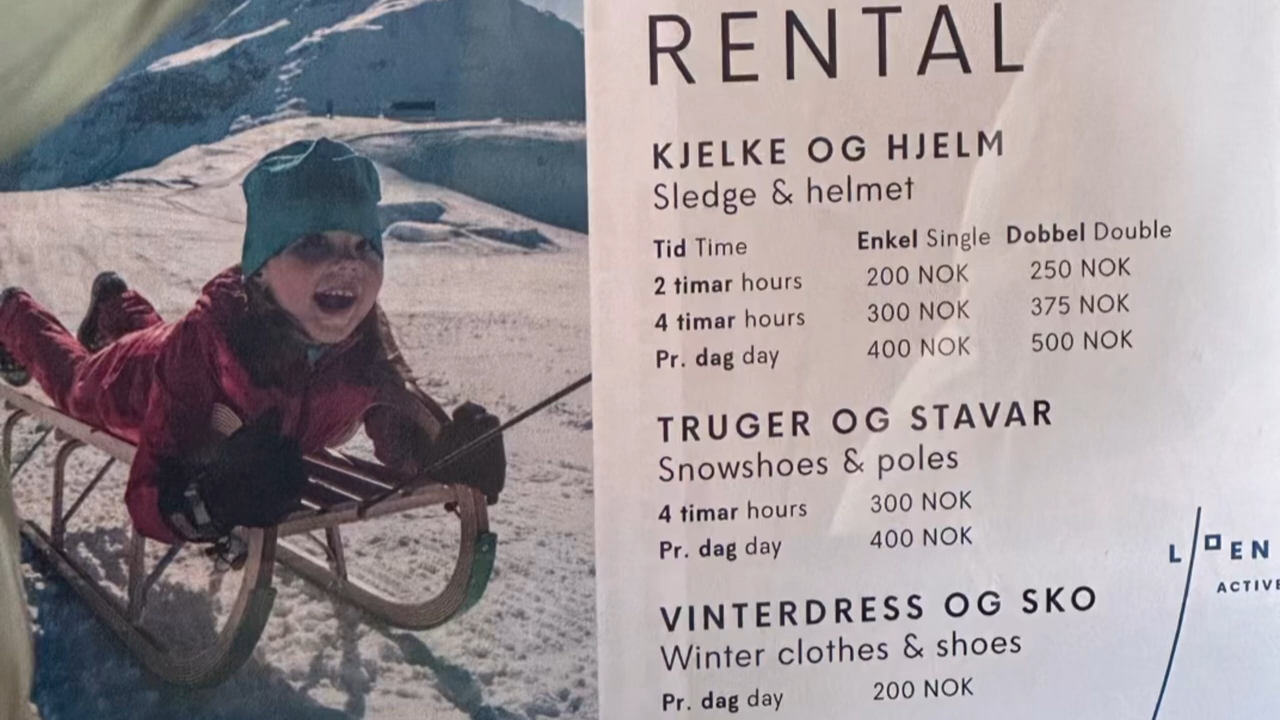 RENTAL
KJELKE OG HJELM
Sledge & helmet
Tid Time Enkel Single Dobbel Double
2 timar hours 200 NOK 250 NOK
4 timar hours 300 NOK 375 NOK
Pr. dag day 400 NOK 500 NOK
TRUGER OG STAVAR
Snowshoes & poles
4 timar hours 300 NOK
Pr. dag day 400 NOK
LOEN
ACTIVE
VINTERDRESS OG SKO
Winter clothes & shoes
Pr. dag day 200 NOK